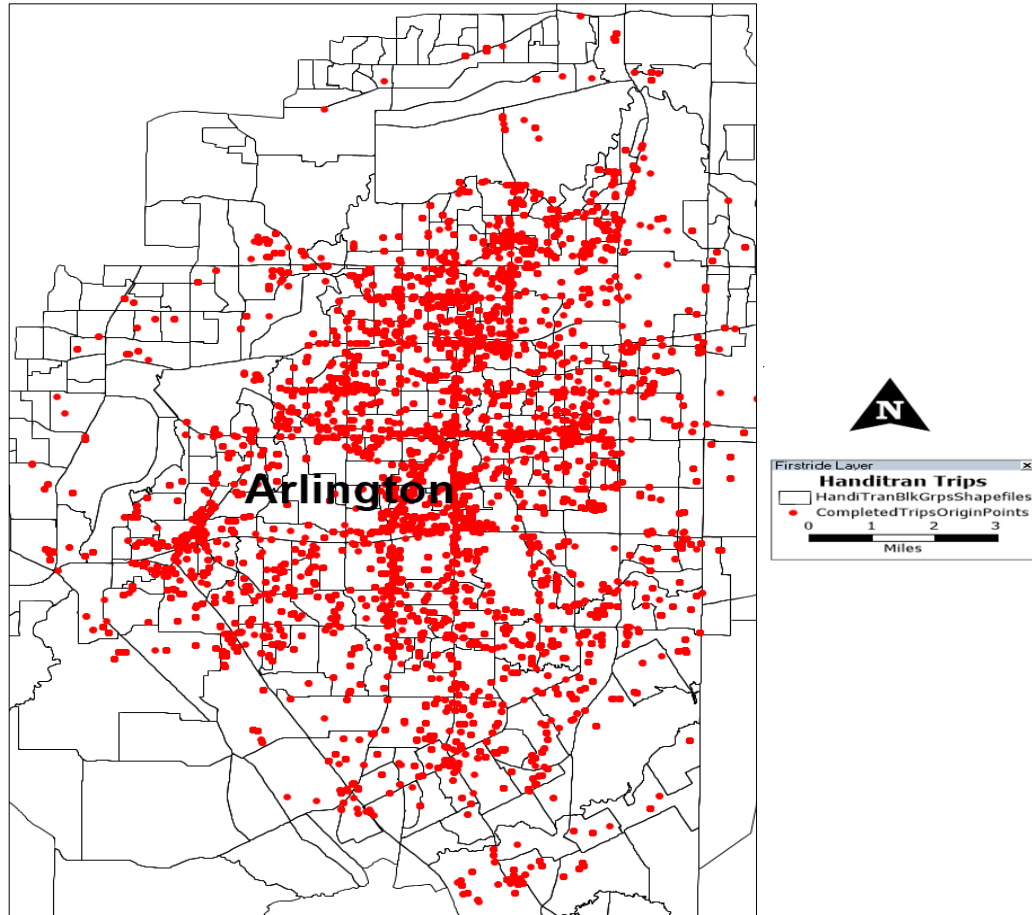 Arlington
N
Firstride Layer
Handitran Trips
HandiTranBlkGrpsShapefiles
CompletedTripsOriginPoints
0 1 2 3
Miles